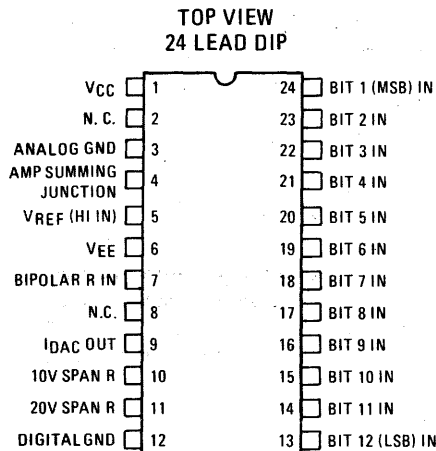 TOP VIEW
24 LEAD DIP
VCC 1 24 BIT 1 (MSB) IN
N. C. 2 23 BIT 2 IN
ANALOG GND 3 22 BIT 3 IN
AMP SUMMING
JUNCTION 4 21 BIT 4 IN
VREF (HI IN) 5 20 BIT 5 IN
VEE 6 19 BIT 6 IN
BIPOLAR R IN 7 18 BIT 7 IN
N.C. 8 17 BIT 8 IN
IDAC OUT 9 16 BIT 9 IN
10V SPAN R 10 15 BIT 10 IN
20V SPAN R 11 14 BIT 11 IN
DIGITAL GND 12 13 BIT 12 (LSB) IN